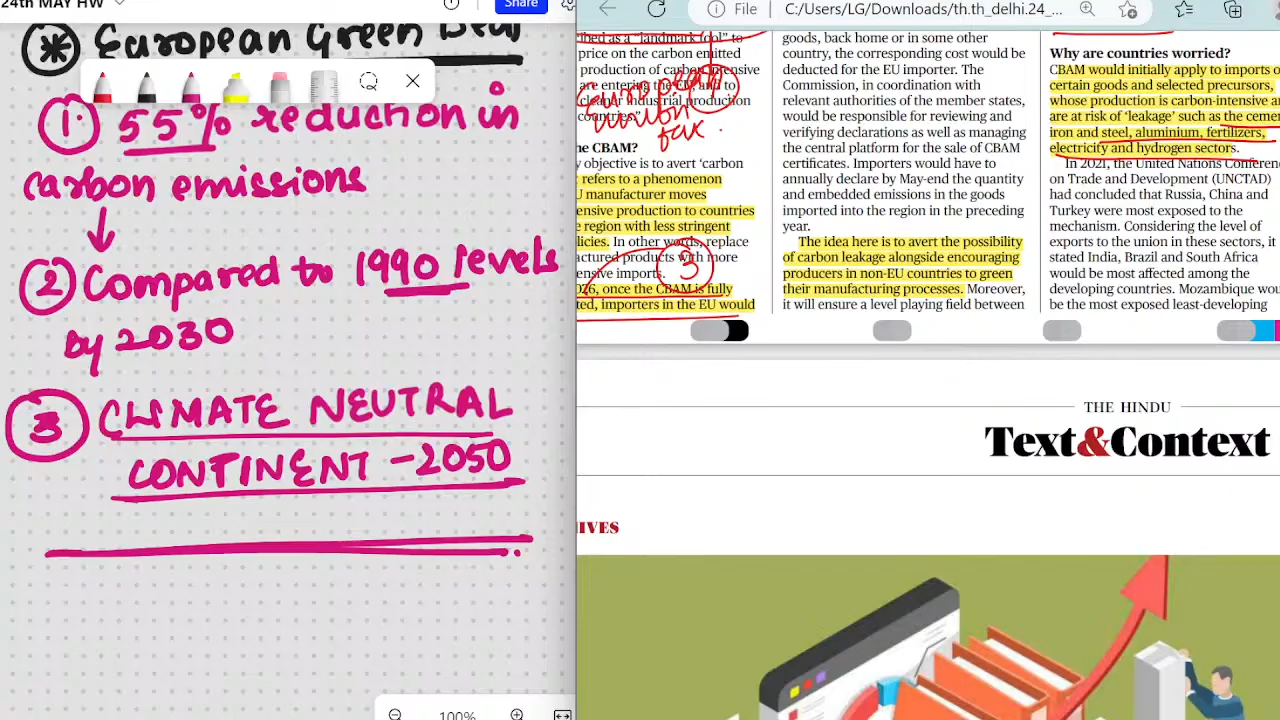 24th MAY HW
Share
European Green Deal
1. 55% reduction in
carbon emissions
2 Compared to 1990 levels
by 2030
3 CLIMATE NEUTRAL
CONTINENT - 2050
100%
File
C:/Users/LG/Downloads/th.th_delhi.24_...
as a "landmark tool" to
price on the carbon emitted
production of carbon intensive
are entering the EU, and to
industrial production
countries"
CBAM?
objective is to avert 'carbon
refers to a phenomenon
manufacturer moves
production to countries
region with less stringent
In other words, replace
products with more
imports.
once the CBAM is fully
importers in the EU would
carbon
tax.
3
goods, back home or in some other
country, the corresponding cost would be
deducted for the EU importer. The
Commission, in coordination with
relevant authorities of the member states,
would be responsible for reviewing and
verifying declarations as well as managing
the central platform for the sale of CBAM
certificates. Importers would have to
annually declare by May-end the quantity
and embedded emissions in the goods
imported into the region in the preceding
year.
The idea here is to avert the possibility
of carbon leakage alongside encouraging
producers in non-EU countries to green
their manufacturing processes. Moreover,
it will ensure a level playing field between
Why are countries worried?
CBAM would initially apply to imports of
certain goods and selected precursors,
whose production is carbon-intensive a
are at risk of 'leakage' such as the cement
iron and steel, aluminium, fertilizers,
electricity and hydrogen sectors.
In 2021, the United Nations Conferen
on Trade and Development (UNCTAD)
had concluded that Russia, China and
Turkey were most exposed to the
mechanism. Considering the level of
exports to the union in these sectors, it
stated India, Brazil and South Africa
would be most affected among the
developing countries. Mozambique wou
be the most exposed least-developing
THE HINDU
Text&Context
IVES